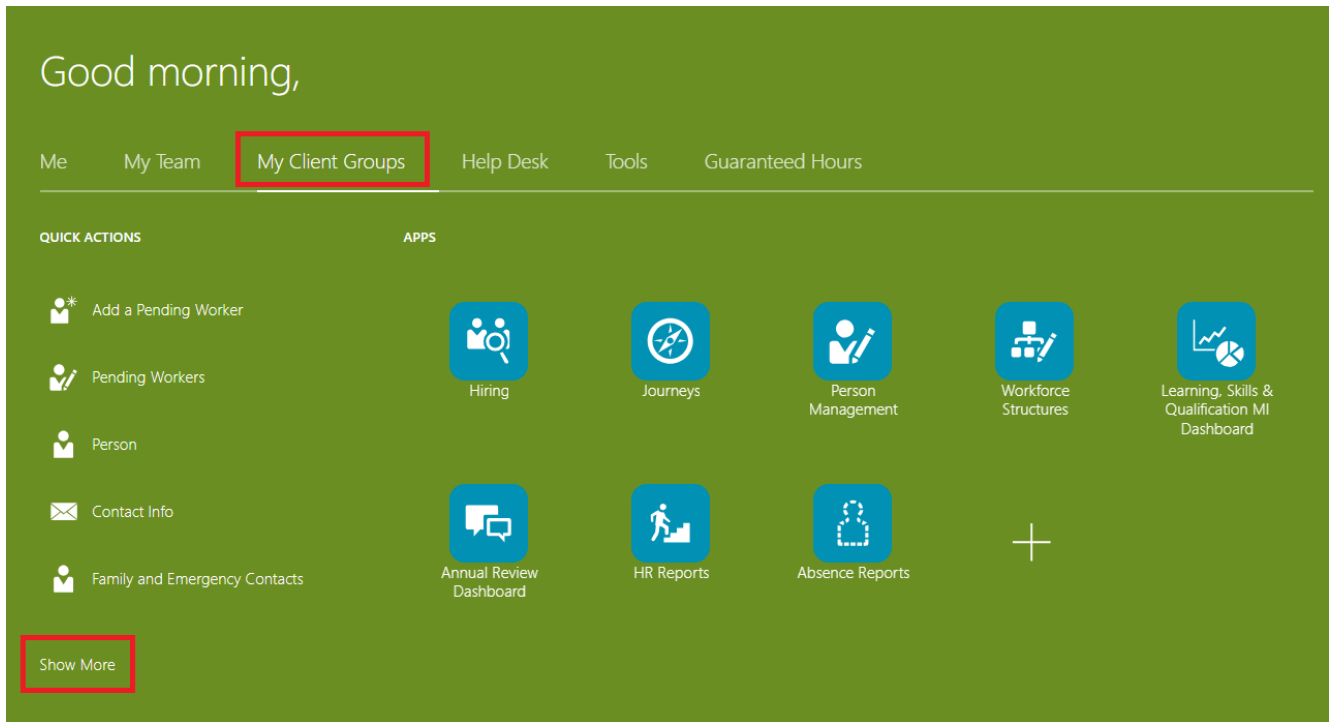 Good morning,
Me My Team My Client Groups Help Desk Tools Guaranteed Hours
QUICK ACTIONS
Add a Pending Worker
Pending Workers
Person
Contact Info
Family and Emergency Contacts
Show More
APPS
Hiring
Journeys
Person
Management
Workforce
Structures
Learning, Skills &
Qualification MI
Dashboard
Annual Review
Dashboard
HR Reports
Absence Reports